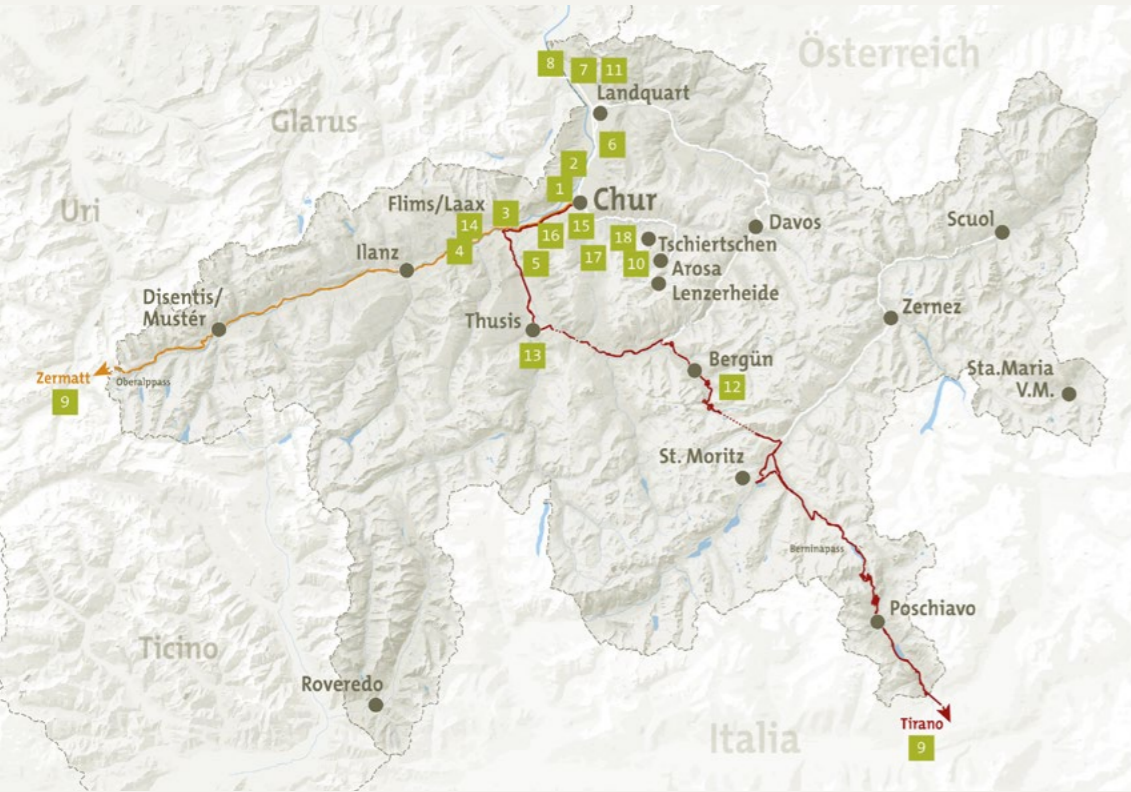 Österreich
8
7
11
Landquart
Glarus
6
2
1
Chur
Uri
Flims/Laax
3
14
15
16
18
Davos
Scuol
4
5
17
10
Tschiertschen
Arosa
Lenzerheide
Ilanz
Disentis/
Mustér
Thusis
13
Zernez
Zermatt
9
Oberalppass
Bergün
12
Sta.Maria
V.M.
St. Moritz
Berninapass
Poschiavo
Ticino
Roveredo
Italia
Tirano
9